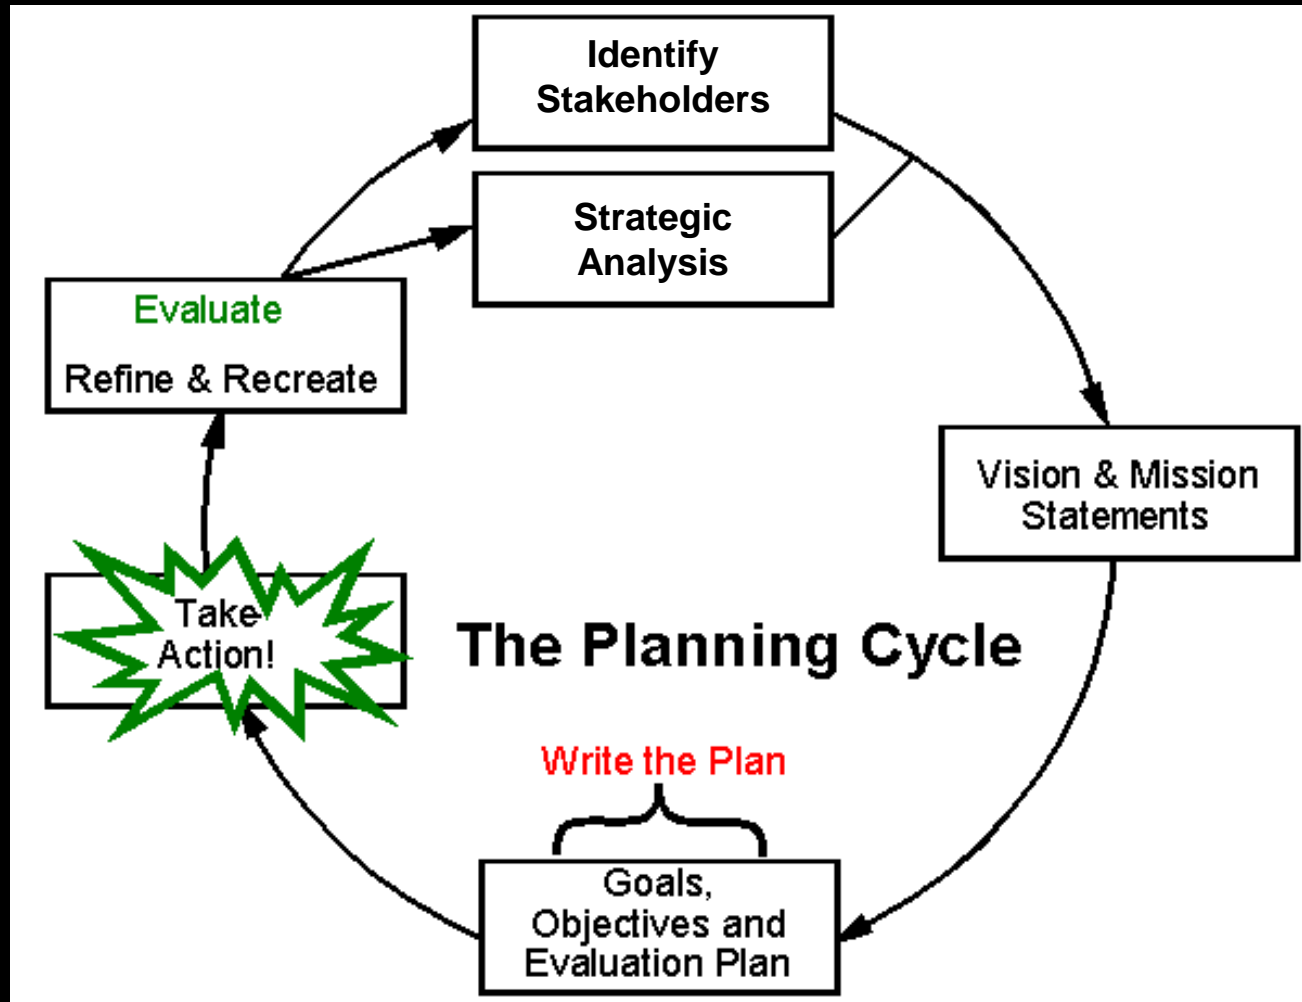 Identify
Stakeholders
Strategic
Analysis
Evaluate
Refine & Recreate
Vision & Mission
Statements
Take
Action!
The Planning Cycle
Write the Plan
Goals,
Objectives and
Evaluation Plan